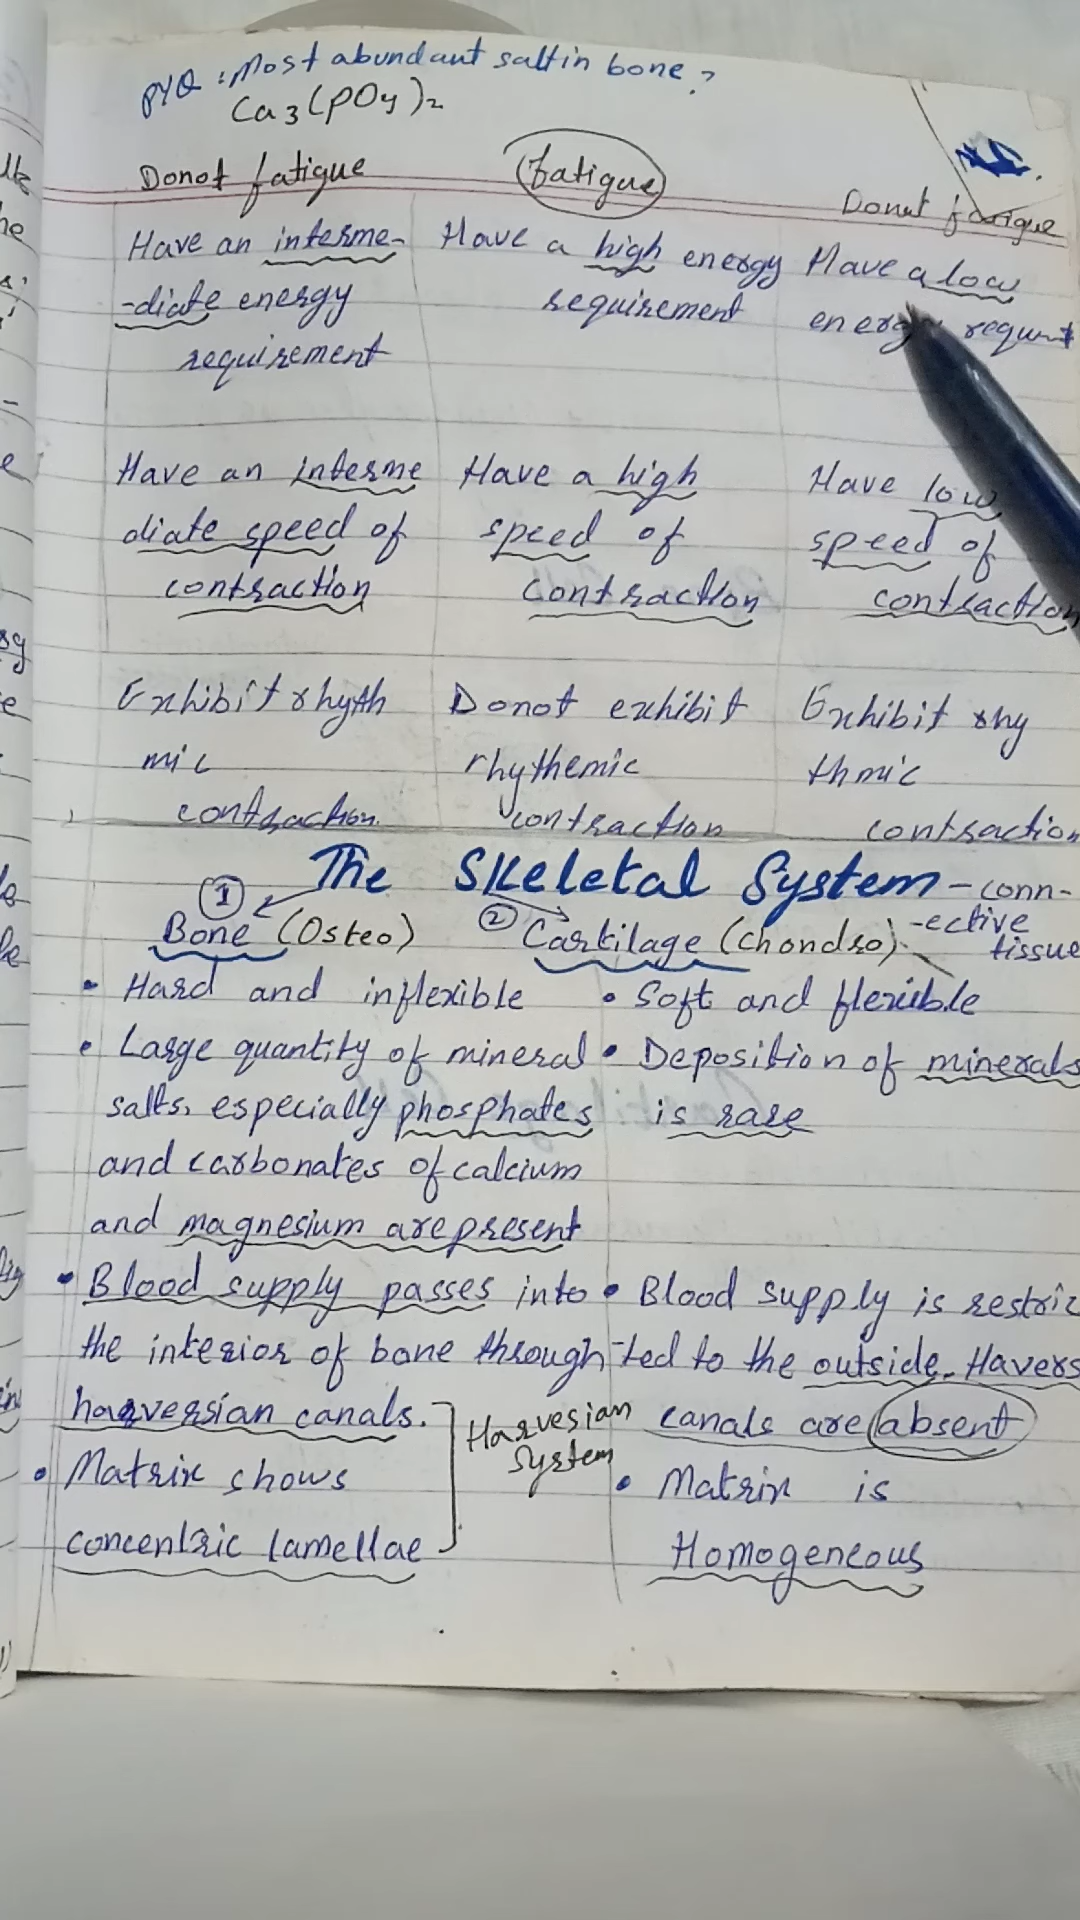 PYQ : Most abundant salt in bone ?
Ca3(PO4)2
Donot fatigue
Have an interme-
-diate energy
requirement
Have an interme
diate speed of
contraction
Exhibit rhyth
mic
contraction.
fatigue
Have a high energy
requirement
Have a high
speed of
contraction
Donot exhibit
rhythemic
contraction
Donot fatigue
Have a low
energy
Have low
speed of
contraction
Exhibit rhy
thmic
contraction
The Skeletal System - conn-
-ective
tissue
① Bone (Osteo)
• Hard and inflexible
• Large quantity of mineral
salts, especially phosphates
and carbonates of calcium
and magnesium are present
• Blood supply passes into
the interior of bone through
haversian canals.
• Matrix shows
concentric lamellae
Harvesian
System
② Cartilage (chondro)
• Soft and flexible
• Deposition of minerals
is rare
• Blood supply is restric
-ted to the outside. Havers
canals are absent
• Matrix is
Homogeneous